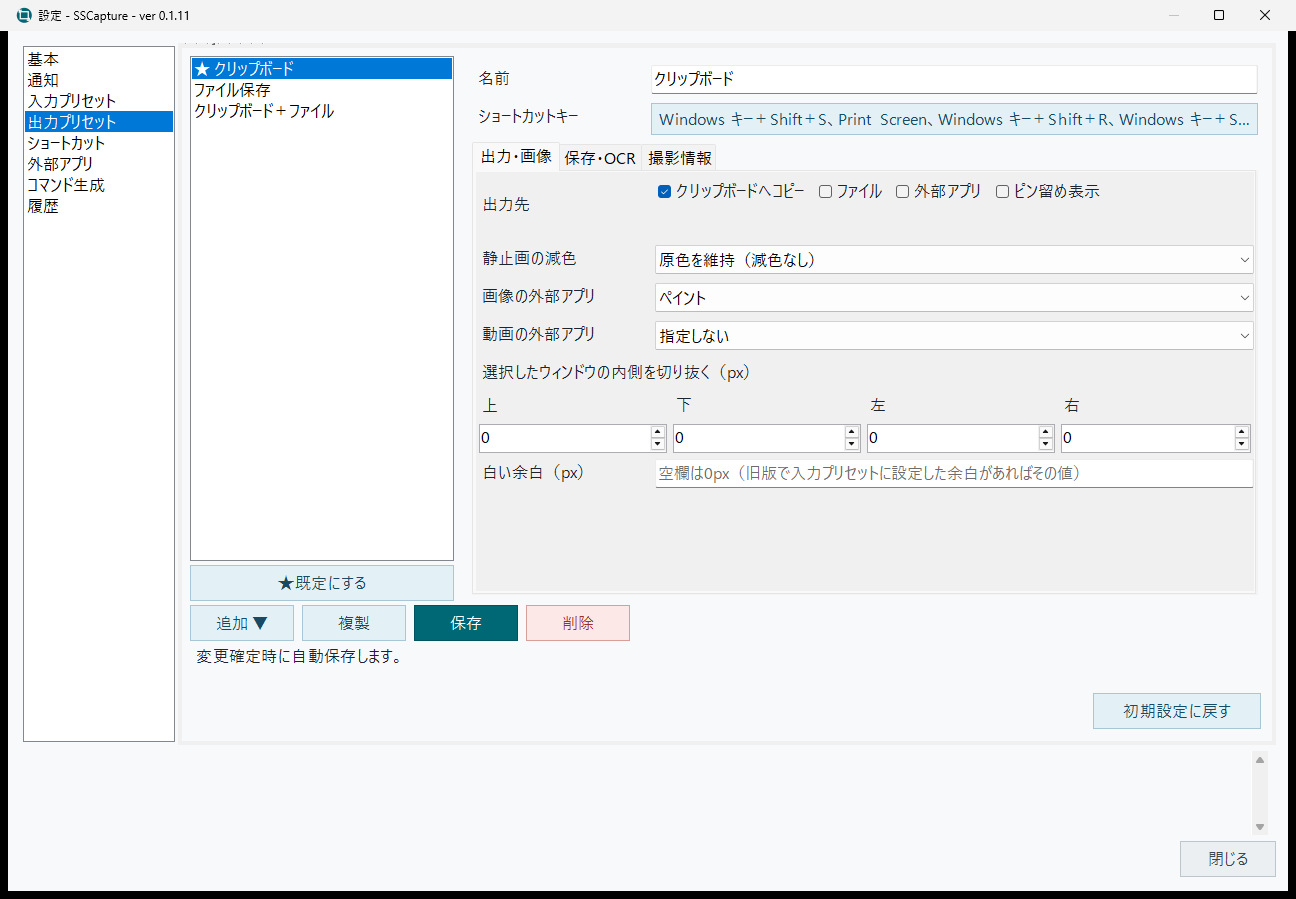 設定 - SSCapture - ver 0.1.11
基本
通知
入力プリセット
出力プリセット
ショートカット
外部アプリ
コマンド生成
履歴
★ クリップボード
ファイル保存
クリップボード＋ファイル
★既定にする
追加 ▼
複製
保存
削除
変更確定時に自動保存します。
名前
クリップボード
ショートカットキー
Windows キー＋Shift＋S、Print Screen、Windows キー＋Shift＋R、Windows キー＋S...
出力・画像
保存・OCR
撮影情報
出力先
クリップボードへコピー
ファイル
外部アプリ
ピン留め表示
静止画の減色
原色を維持（減色なし）
画像の外部アプリ
ペイント
動画の外部アプリ
指定しない
選択したウィンドウの内側を切り抜く（px）
上
下
左
右
0
0
0
0
白い余白（px）
空欄は0px（旧版で入力プリセットに設定した余白があればその値）
初期設定に戻す
閉じる